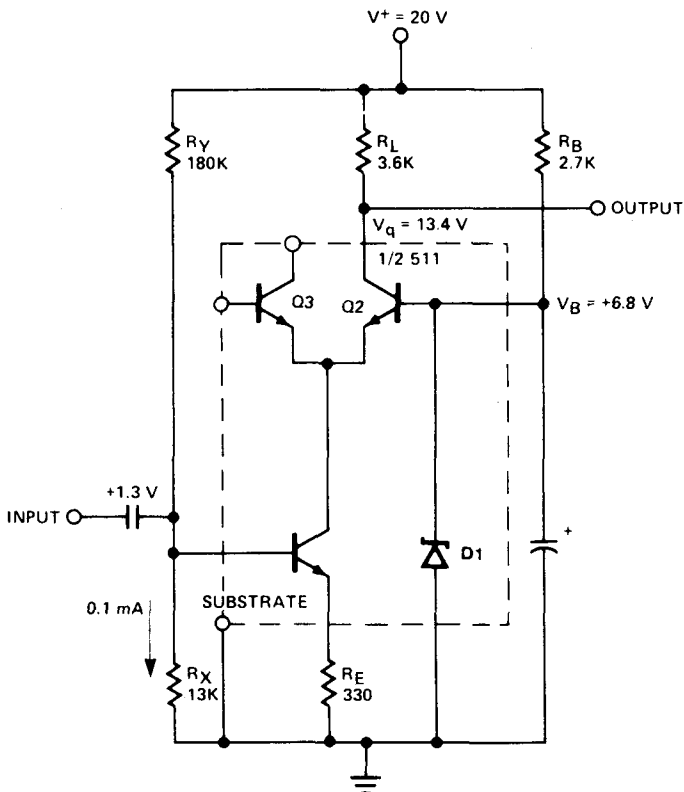 V+ = 20 V
RY
180K
RL
3.6K
RB
2.7K
OUTPUT
Vq = 13.4 V
1/2 511
Q3
Q2
VB = +6.8 V
+1.3 V
INPUT
+
D1
SUBSTRATE
0.1 mA
RX
13K
RE
330